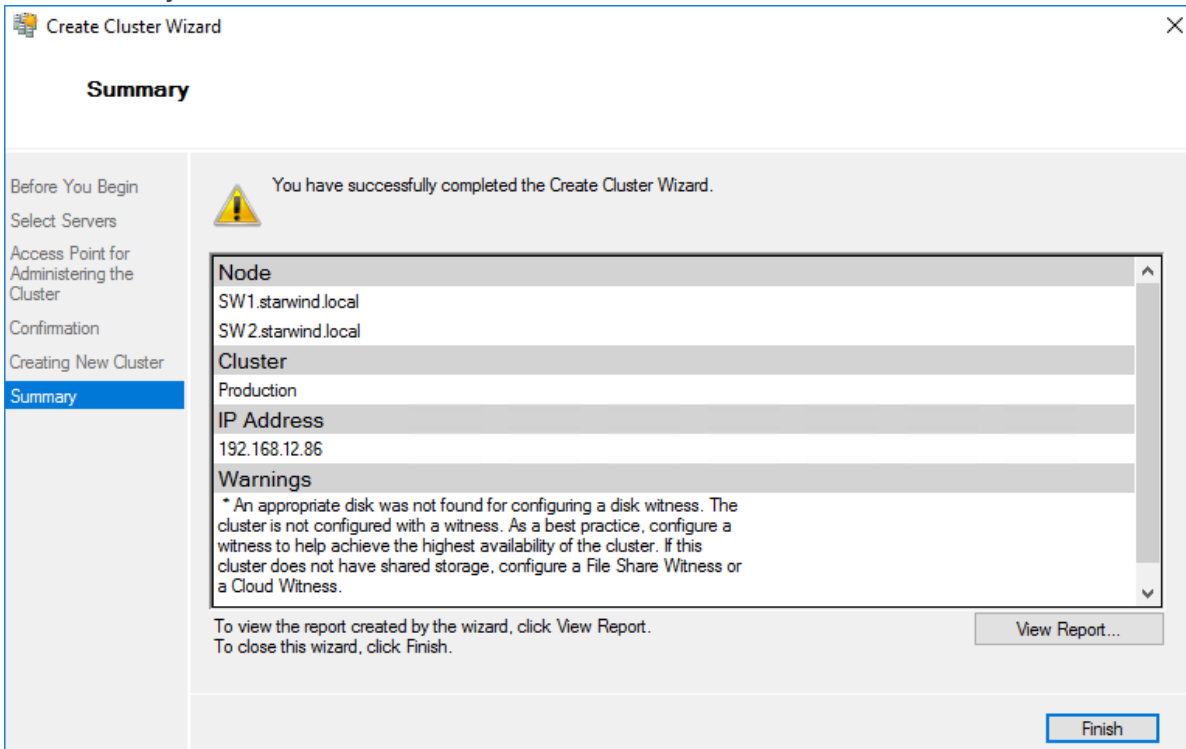 Create Cluster Wizard
Summary
Before You Begin
Select Servers
Access Point for
Administering the
Cluster
Confirmation
Creating New Cluster
Summary
You have successfully completed the Create Cluster Wizard.
Node
SW1.starwind.local
SW2.starwind.local
Cluster
Production
IP Address
192.168.12.86
Warnings
* An appropriate disk was not found for configuring a disk witness. The
cluster is not configured with a witness. As a best practice, configure a
witness to help achieve the highest availability of the cluster. If this
cluster does not have shared storage, configure a File Share Witness or
a Cloud Witness.
To view the report created by the wizard, click View Report.
To close this wizard, click Finish.
View Report...
Finish